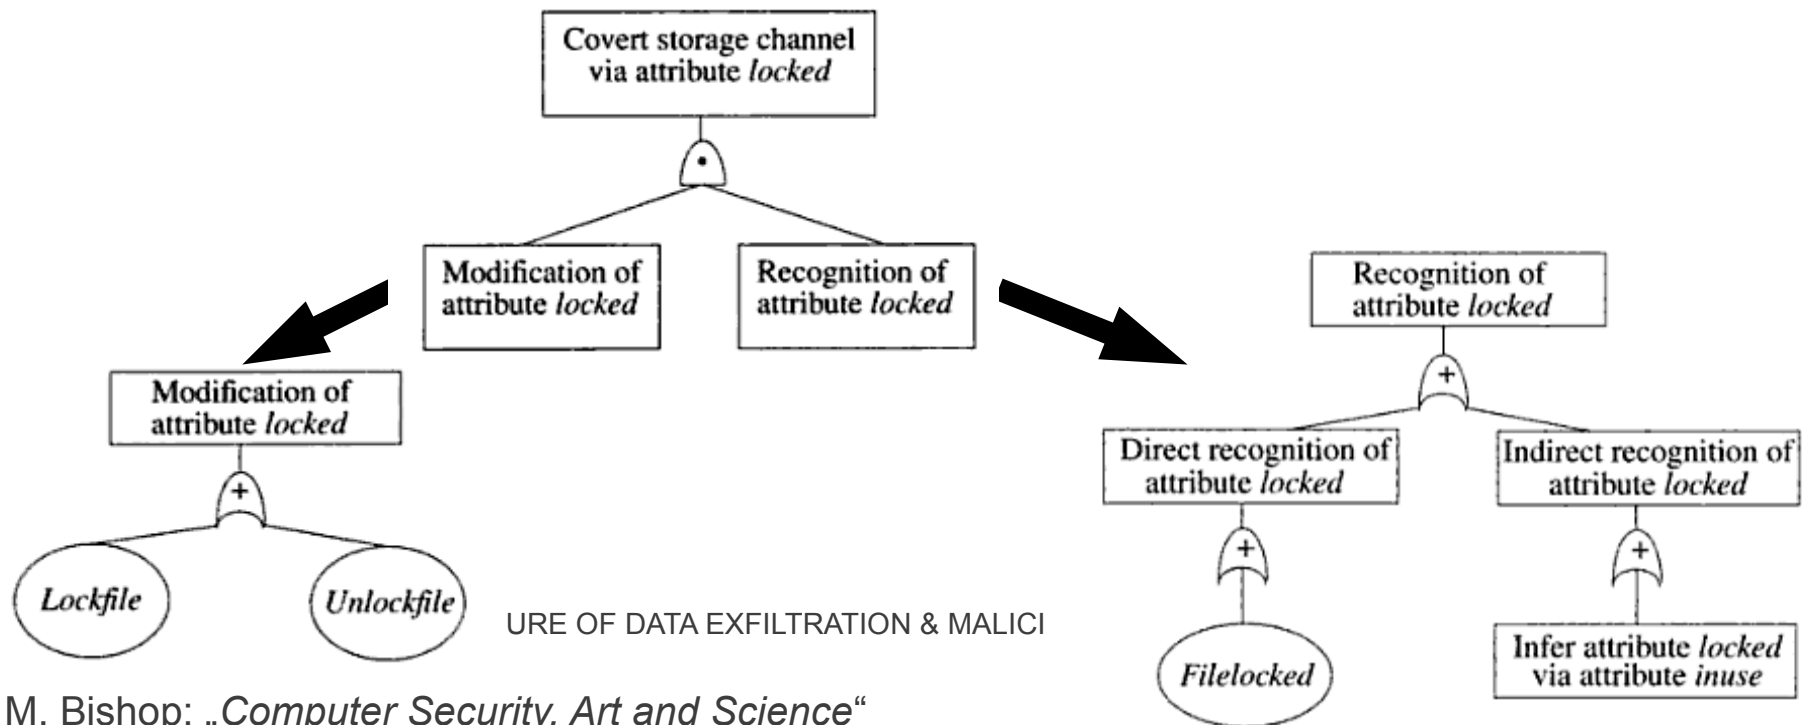 Covert storage channel
via attribute locked
•
Modification of
attribute locked
Recognition of
attribute locked
Modification of
attribute locked
+
Lockfile
Unlockfile
Recognition of
attribute locked
+
Direct recognition of
attribute locked
Indirect recognition of
attribute locked
+
+
Filelocked
Infer attribute locked
via attribute inuse
URE OF DATA EXFILTRATION & MALICI
M. Bishop: „Computer Security, Art and Science“